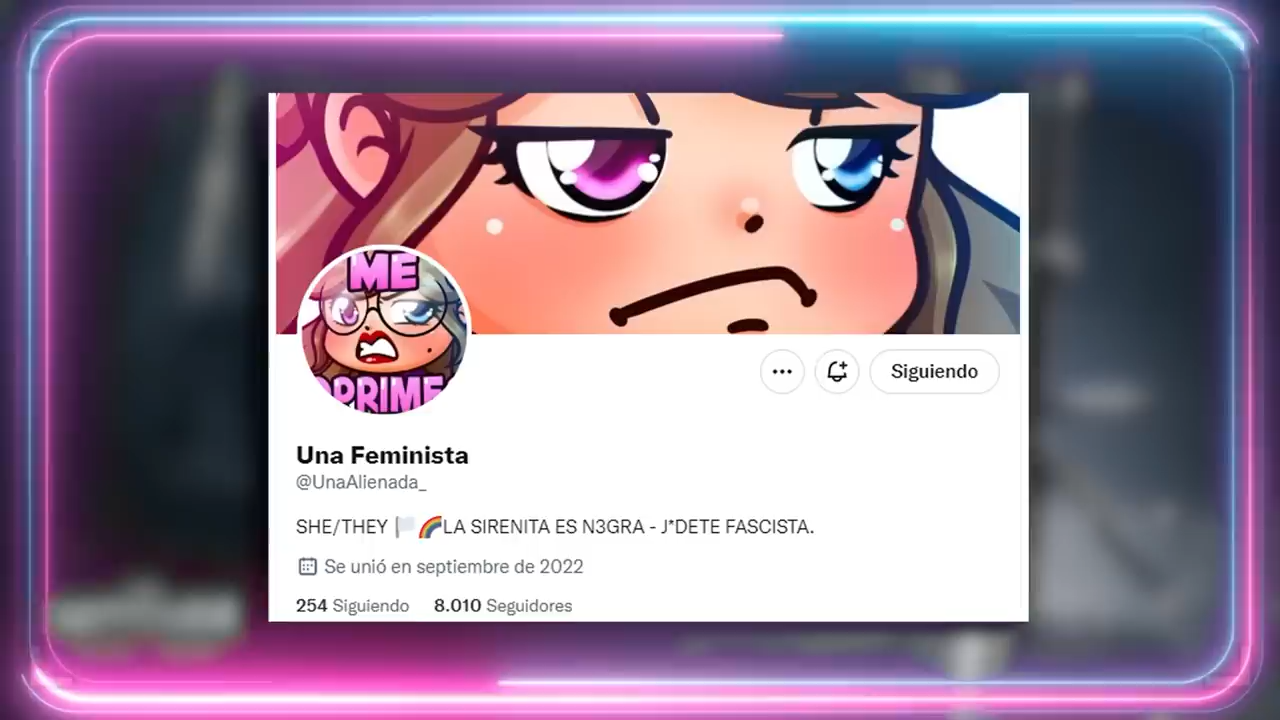 ME
OPRIME
Siguiendo
Una Feminista
@UnaAlienada_
SHE/THEY 🏳️🌈LA SIRENITA ES N3GRA - J*DETE FASCISTA.
Se unió en septiembre de 2022
254 Siguiendo 8.010 Seguidores